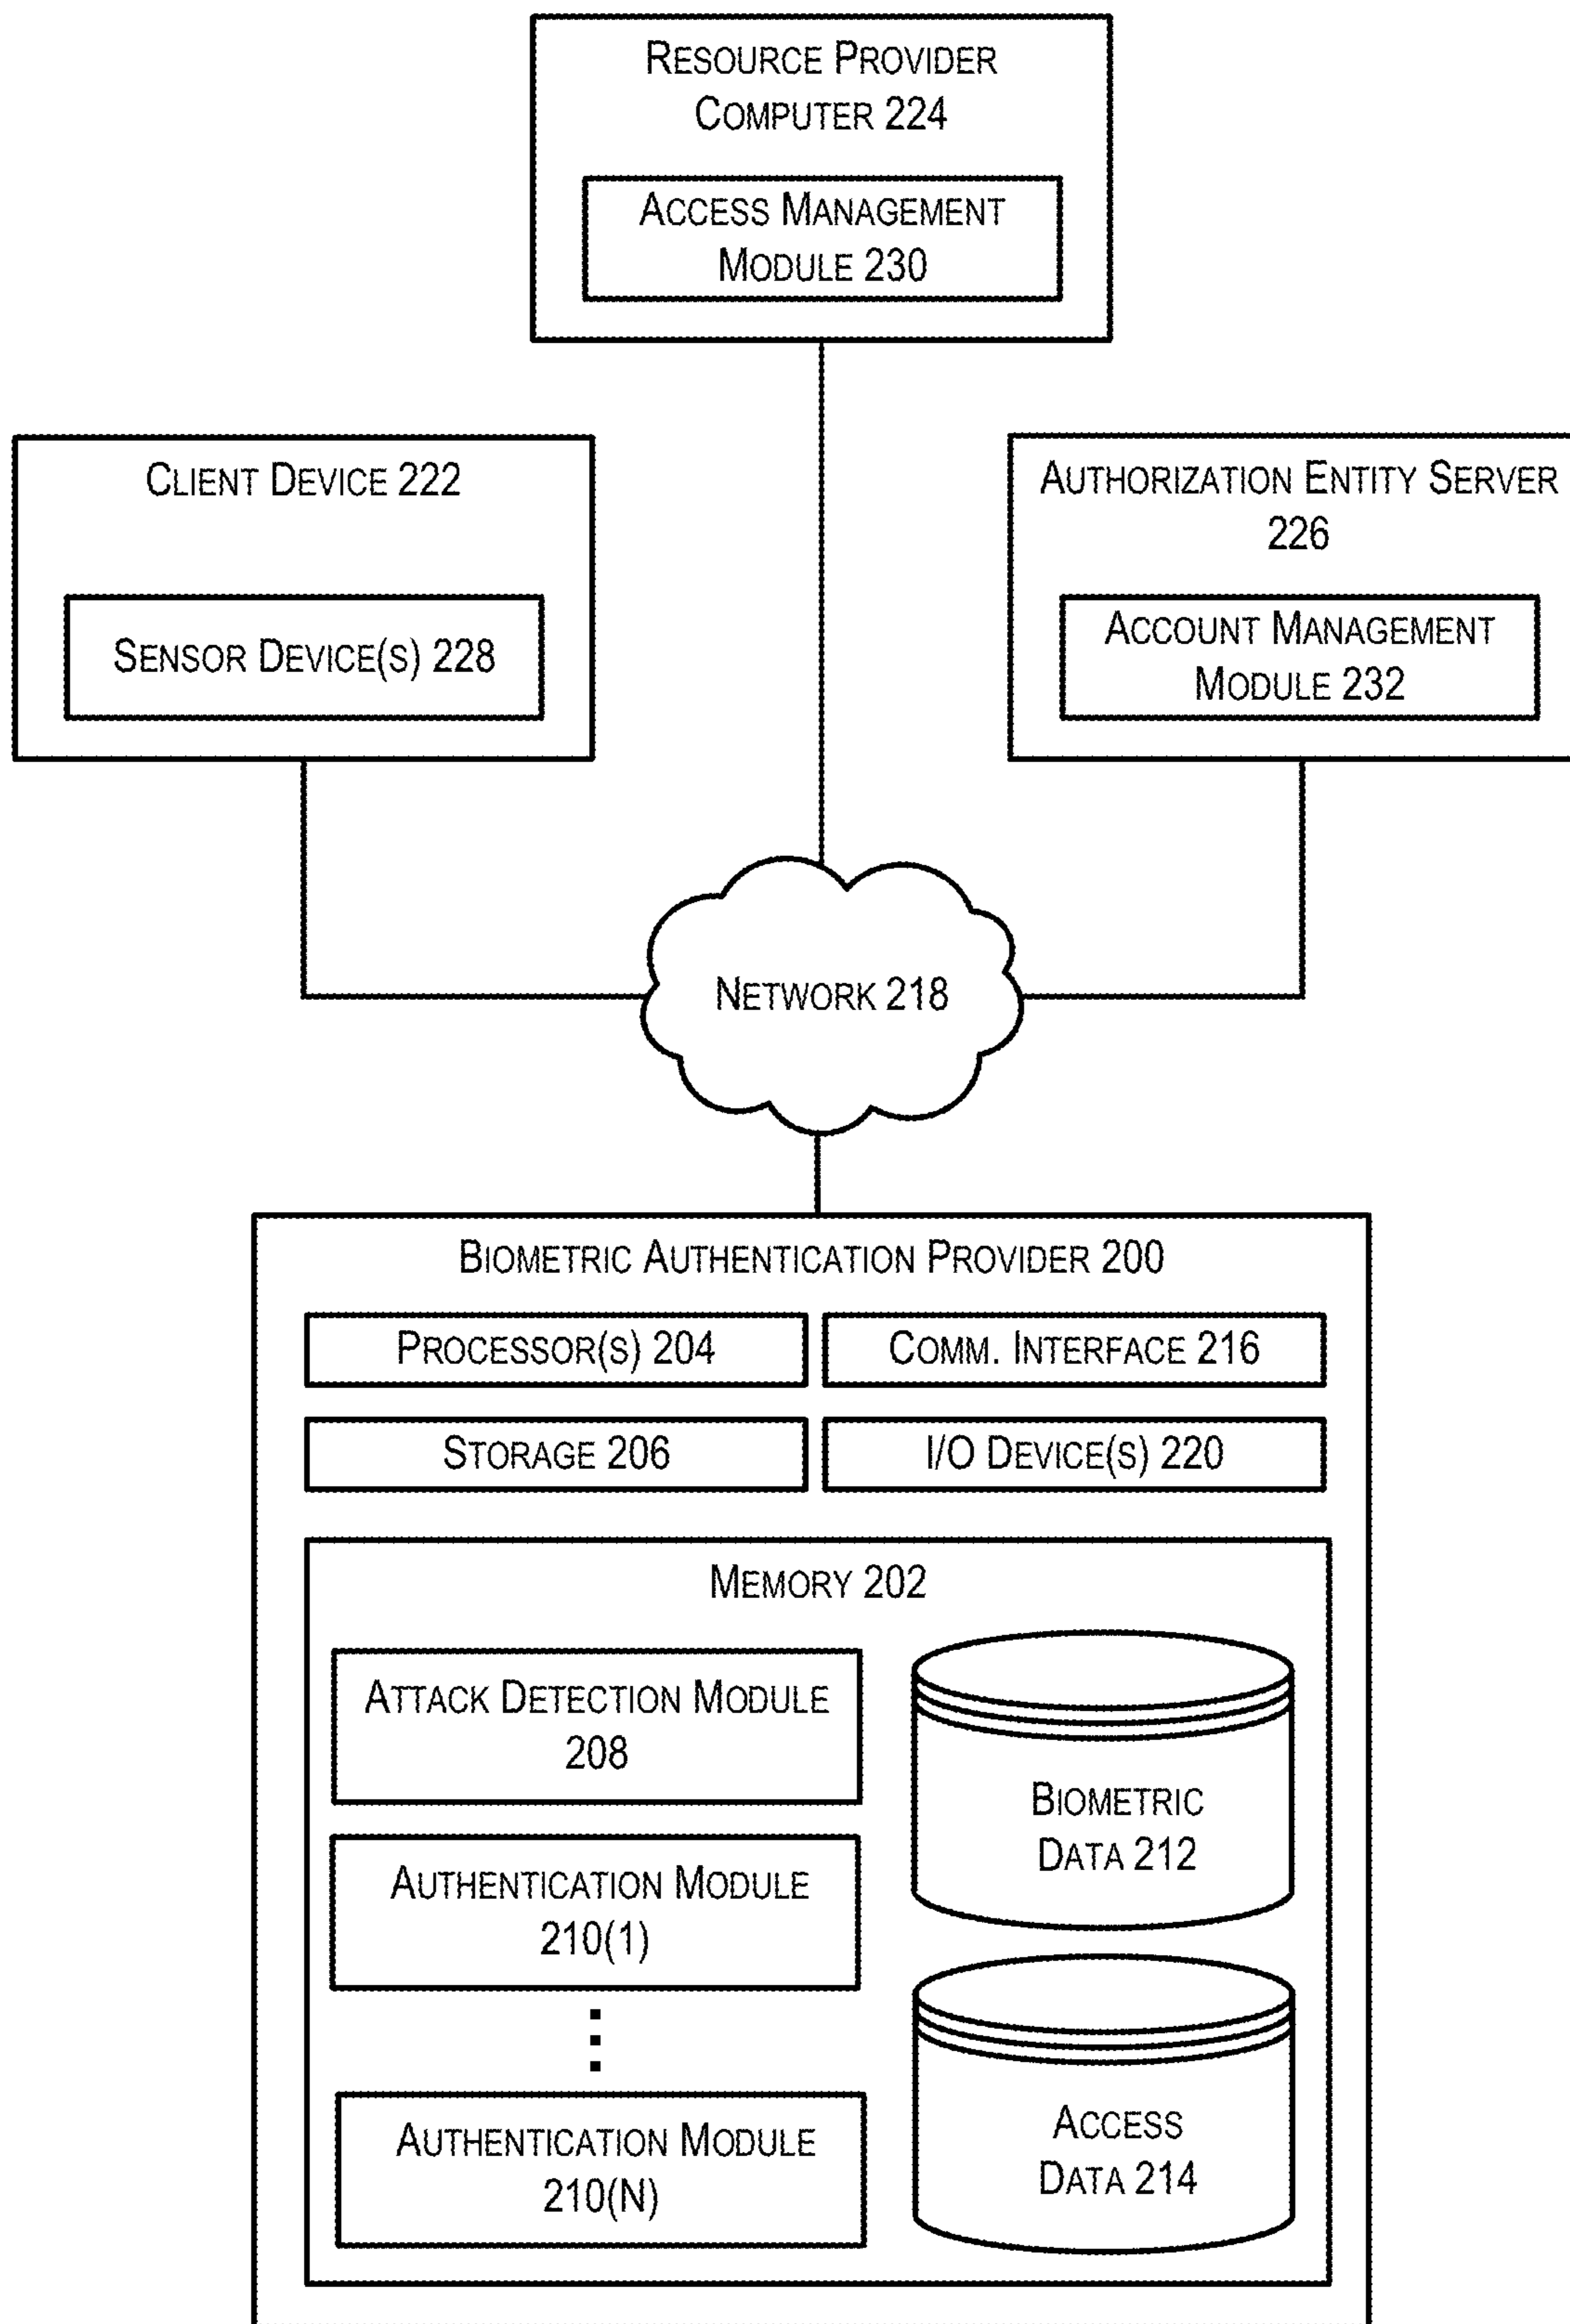 RESOURCE PROVIDER
COMPUTER 224
ACCESS MANAGEMENT
MODULE 230
CLIENT DEVICE 222
SENSOR DEVICE(S) 228
AUTHORIZATION ENTITY SERVER
226
ACCOUNT MANAGEMENT
MODULE 232
NETWORK 218
BIOMETRIC AUTHENTICATION PROVIDER 200
PROCESSOR(S) 204
COMM. INTERFACE 216
STORAGE 206
I/O DEVICE(S) 220
MEMORY 202
ATTACK DETECTION MODULE
208
AUTHENTICATION MODULE
210(1)
AUTHENTICATION MODULE
210(N)
BIOMETRIC
DATA 212
ACCESS
DATA 214